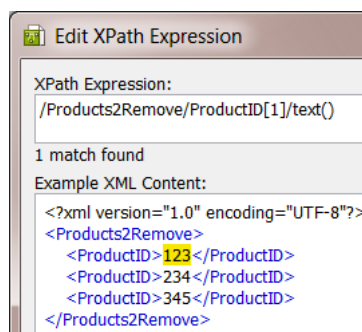 Edit XPath Expression
XPath Expression:
/Products2Remove/ProductID[1]/text()
1 match found
Example XML Content:
<?xml version="1.0" encoding="UTF-8"?>
<Products2Remove>
<ProductID>123</ProductID>
<ProductID>234</ProductID>
<ProductID>345</ProductID>
</Products2Remove>